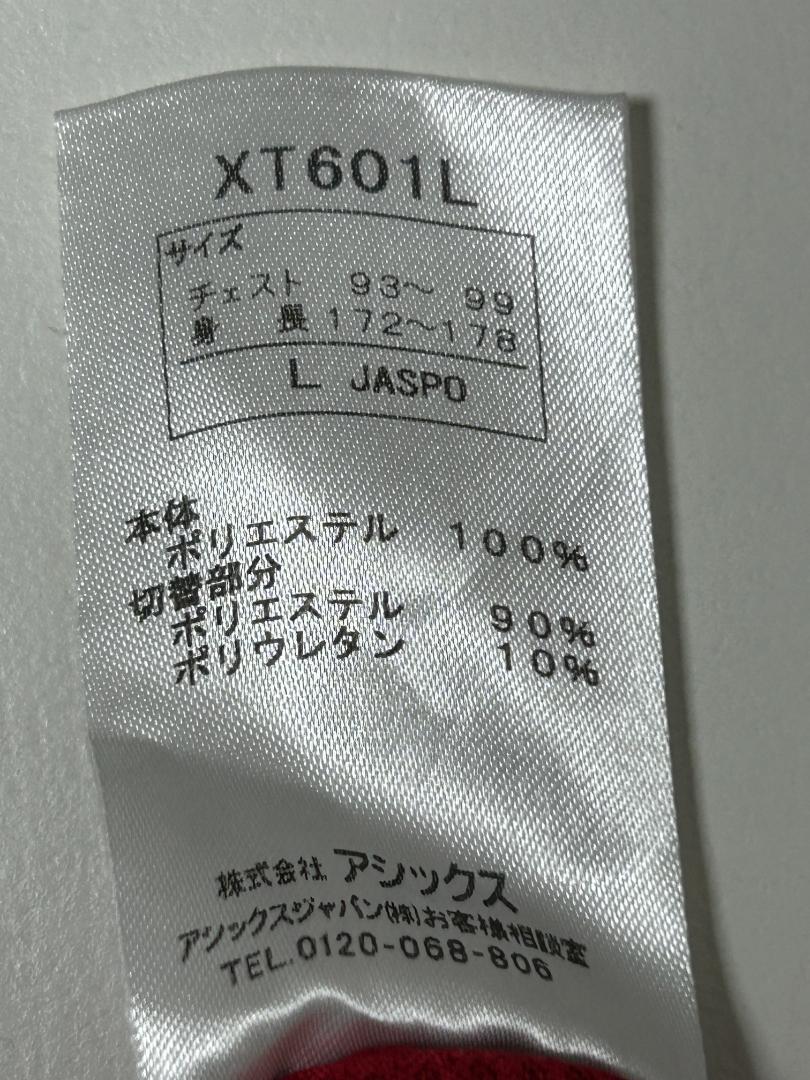 XT601L
サイズ
チェスト 93～ 99
身 長 172～178
L JASPO
本体
ポリエステル 100%
切替部分
ポリエステル 90%
ポリウレタン 10%
株式会社 アシックス
アシックスジャパン(株)お客様相談室
TEL.0120-068-806